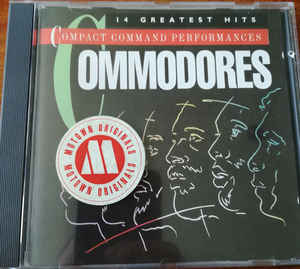 14 GREATEST HITS
COMPACT COMMAND PERFORMANCES
COMMODORES
MOTOWN ORIGINALS
M
MOTOWN ORIGINALS